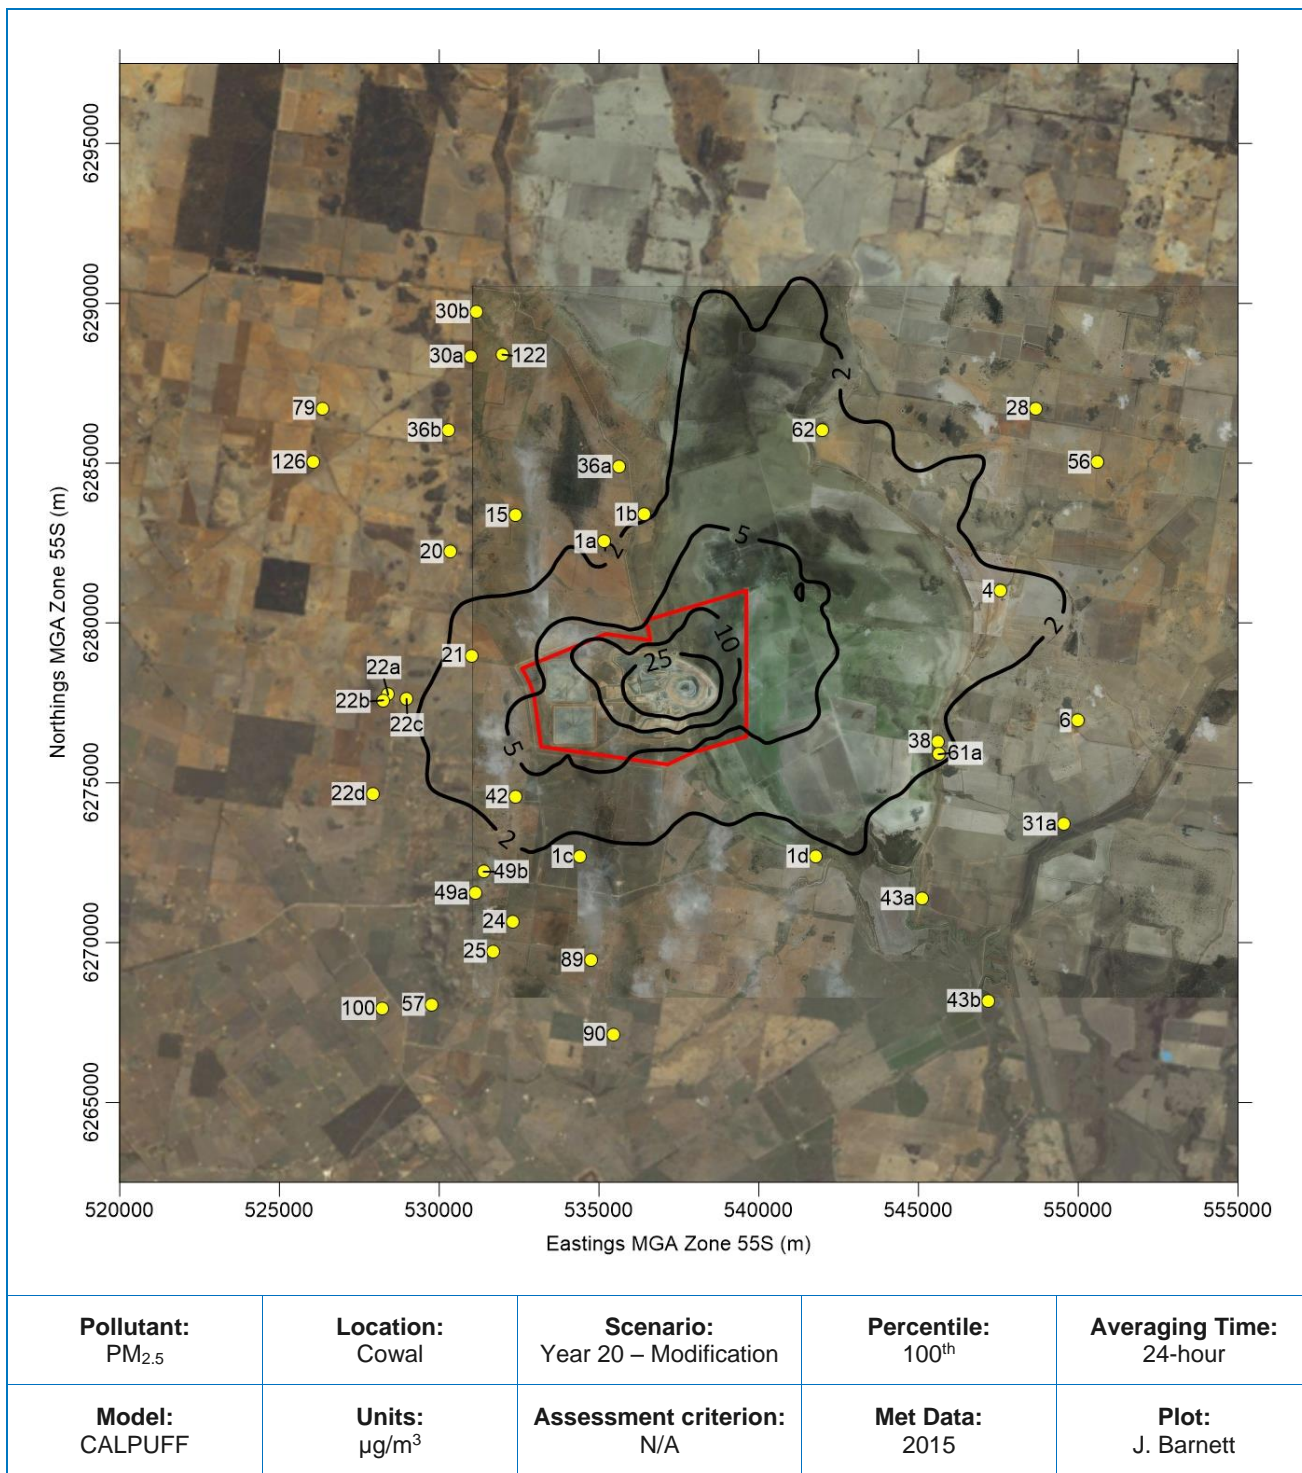 6295000
6290000
6285000
6280000
6275000
6270000
6265000
Northings MGA Zone 55S (m)
30b
30a
122
79
36b
126
28
62
56
36a
15
1b
1a
20
4
21
22a
22b
22c
6
38
61a
22d
42
31a
1c
1d
49b
49a
43a
24
25
89
43b
100
57
90
2
2
2
2
5
5
10
25
520000 525000 530000 535000 540000 545000 550000 555000
Eastings MGA Zone 55S (m)
Pollutant: Location: Scenario: Percentile: Averaging Time:
PM2.5 Cowal Year 20 – Modification 100th 24-hour
Model: Units: Assessment criterion: Met Data: Plot:
CALPUFF µg/m³ N/A 2015 J. Barnett